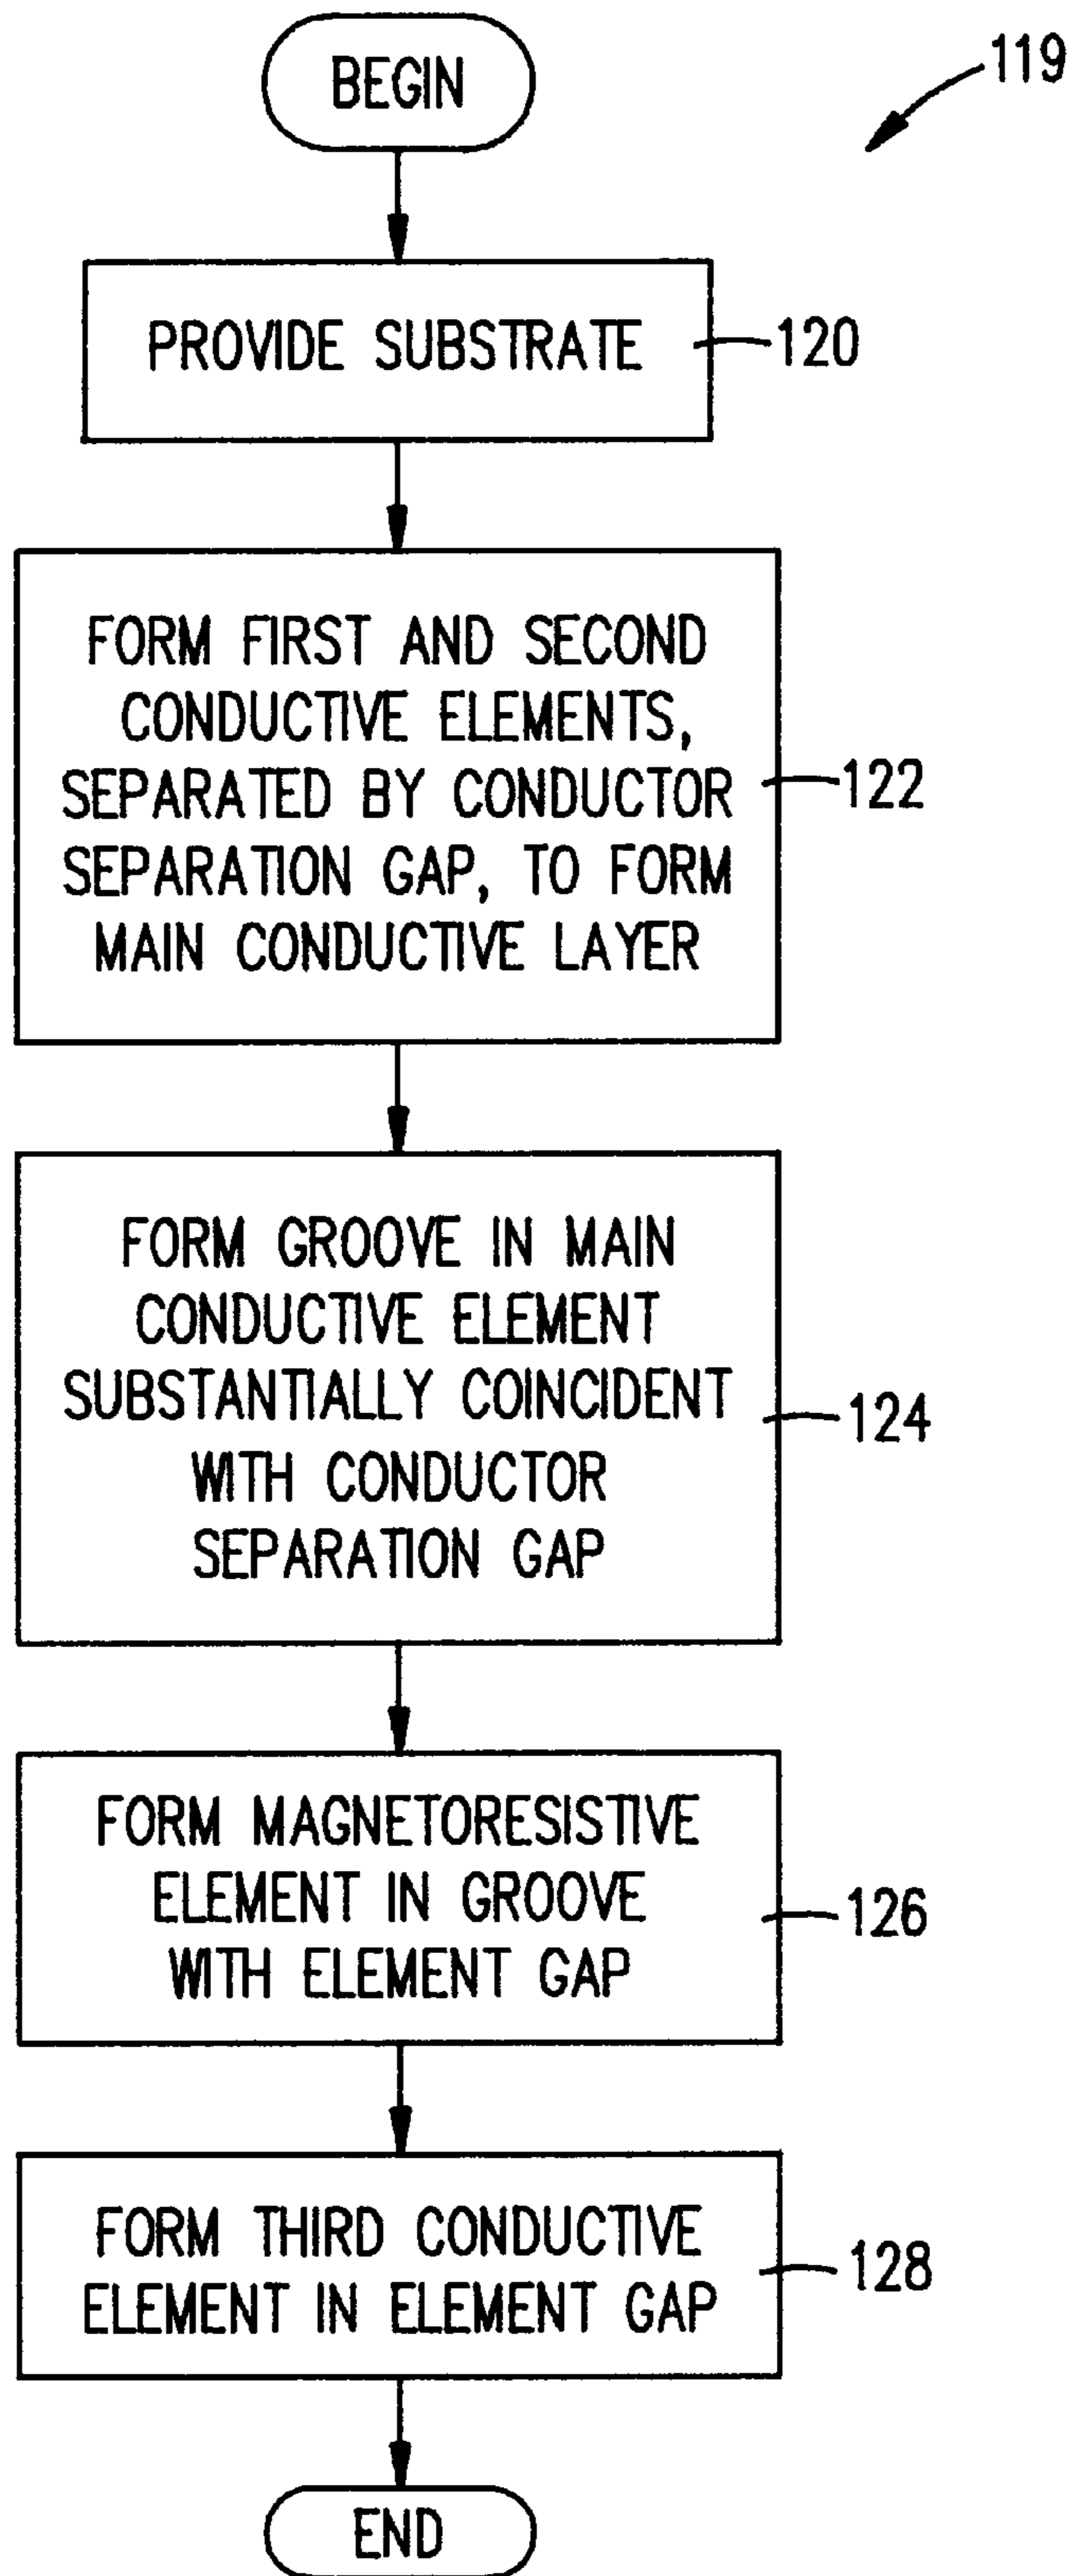 BEGIN
119
PROVIDE SUBSTRATE
120
FORM FIRST AND SECOND
CONDUCTIVE ELEMENTS,
SEPARATED BY CONDUCTOR
SEPARATION GAP, TO FORM
MAIN CONDUCTIVE LAYER
122
FORM GROOVE IN MAIN
CONDUCTIVE ELEMENT
SUBSTANTIALLY COINCIDENT
WITH CONDUCTOR
SEPARATION GAP
124
FORM MAGNETORESISTIVE
ELEMENT IN GROOVE
WITH ELEMENT GAP
126
FORM THIRD CONDUCTIVE
ELEMENT IN ELEMENT GAP
128
END